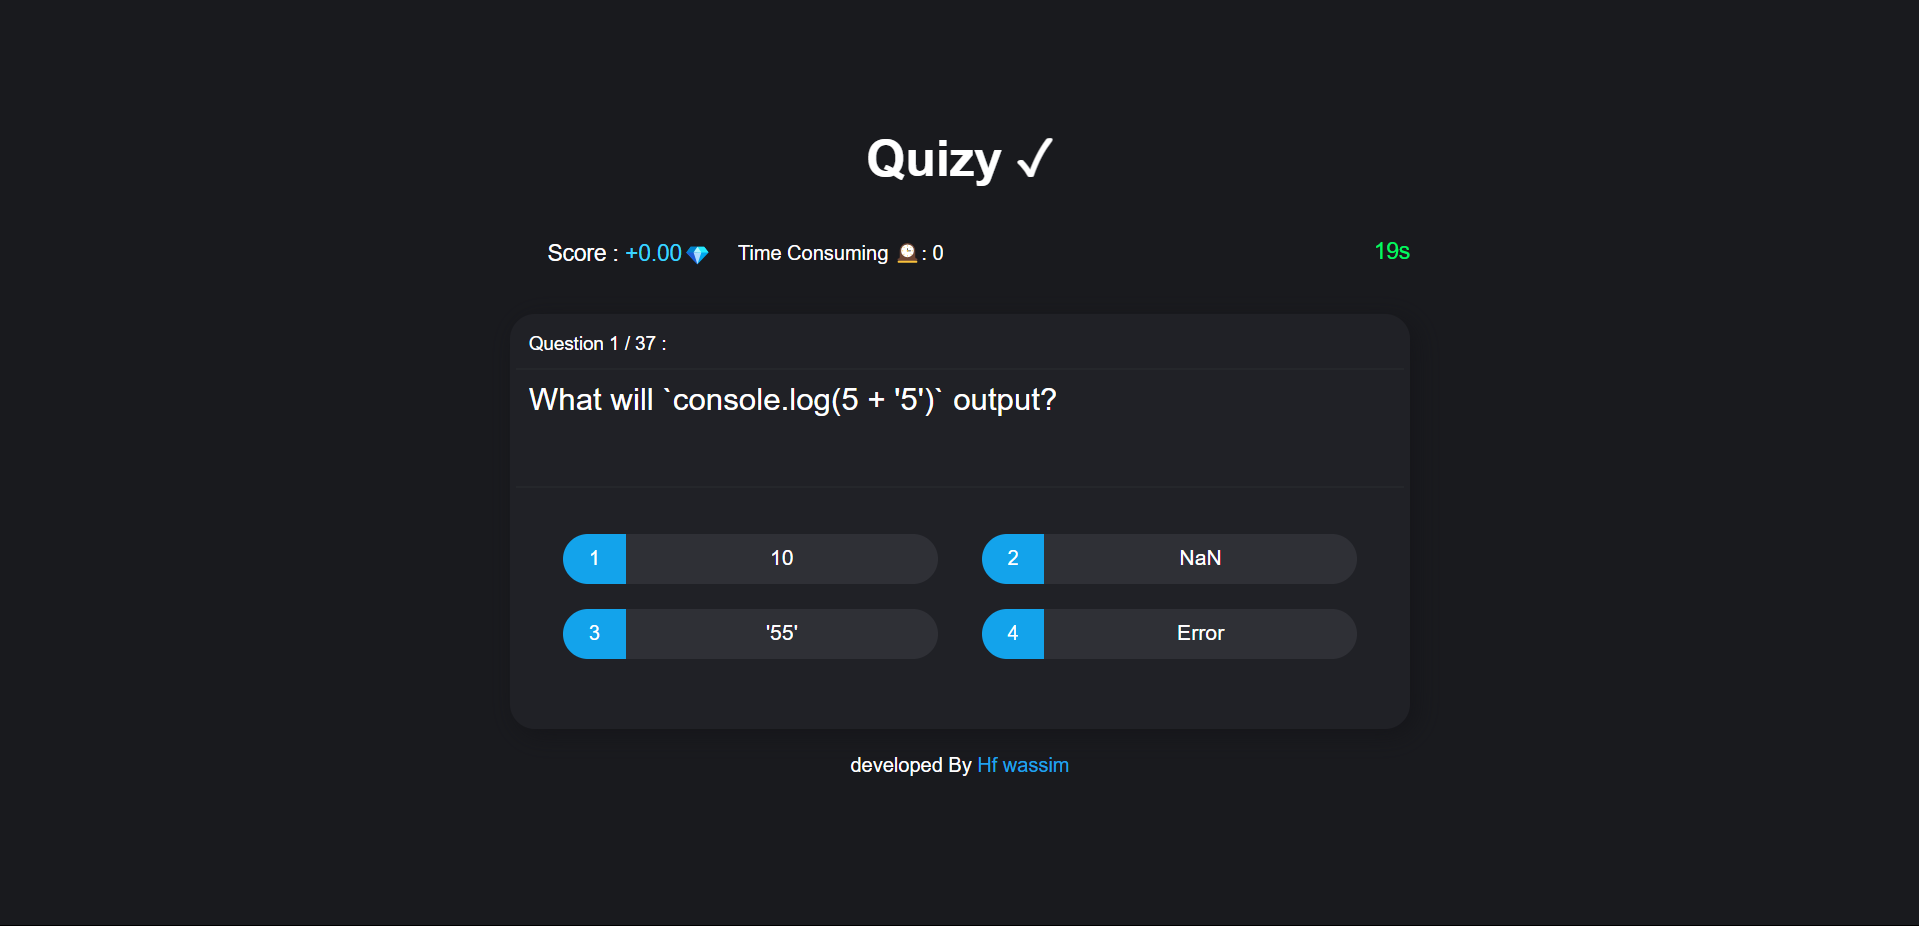 Quizy ✓
Score : +0.00💎 Time Consuming 🕰️: 0 19s
Question 1 / 37 :
What will `console.log(5 + '5')` output?
1 10 2 NaN
3 '55' 4 Error
developed By Hf wassim